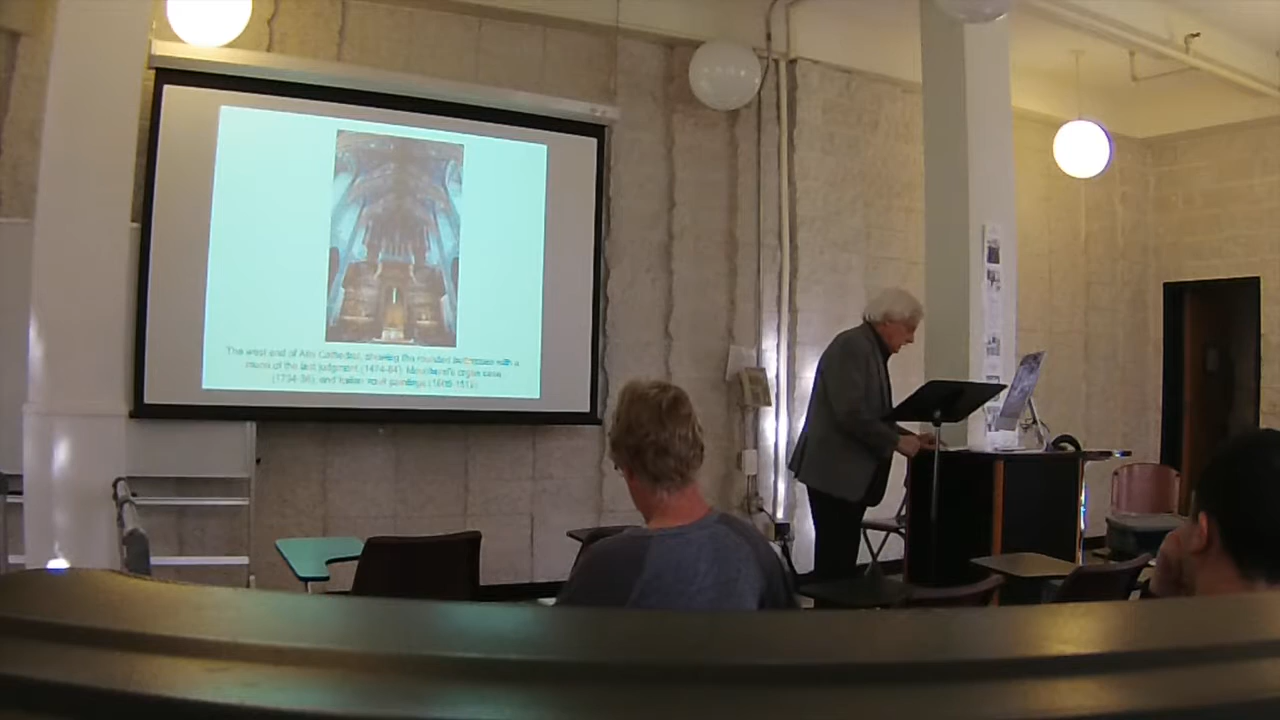 The west end of Albi Cathedral, showing the rounded buttresses with a
mural of the last judgment (1474-84), Moucherel's organ case
(1734-36), and Italian vault paintings (1509-1512)